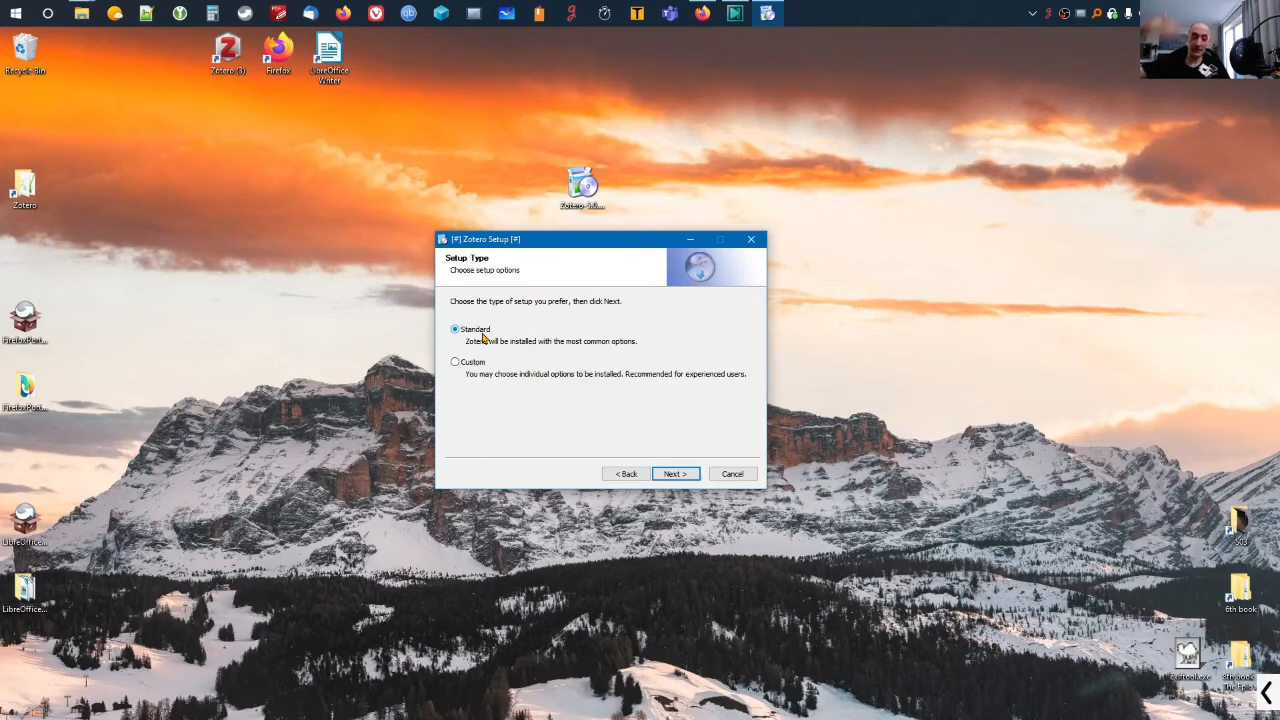 Recycle Bin
Zotero (3)
Firefox
LibreOffice
Writer
Zotero
Zotero-5.0....
[#] Zotero Setup [#]
Setup Type
Choose setup options
Choose the type of setup you prefer, then click Next.
Standard
Zotero will be installed with the most common options.
Custom
You may choose individual options to be installed. Recommended for experienced users.
< Back
Next >
Cancel
FirefoxPort...
FirefoxPort...
LibreOffice...
LibreOffice...
6th book